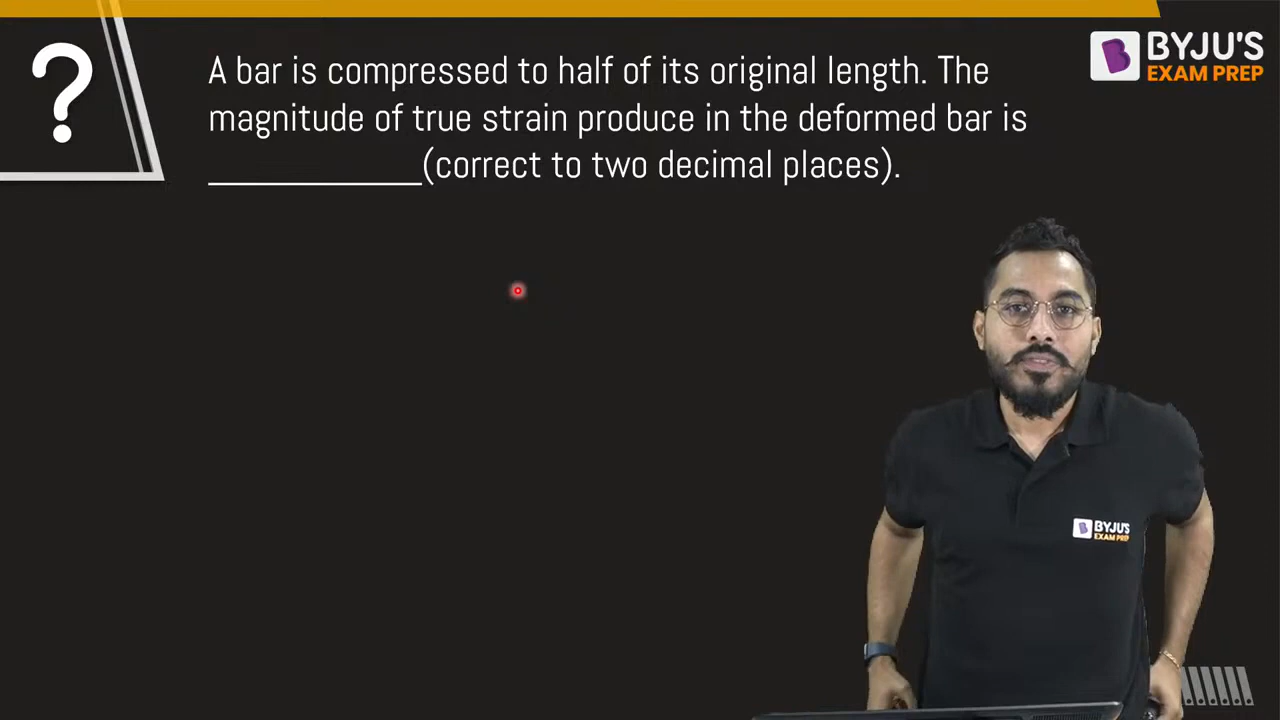 ?
A bar is compressed to half of its original length. The
magnitude of true strain produce in the deformed bar is
____________(correct to two decimal places).
BYJU'S
EXAM PREP
BYJU'S
EXAM PREP